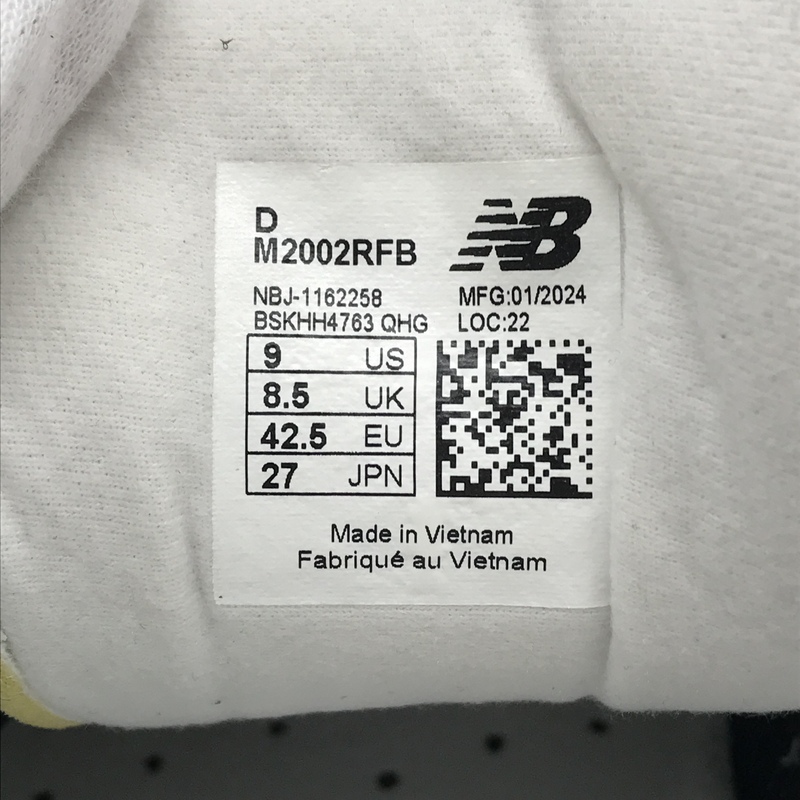 D
M2002RFB
NB
NBJ-1162258 MFG:01/2024
BSKHH4763 QHG LOC:22
9 US
8.5 UK
42.5 EU
27 JPN
Made in Vietnam
Fabriqué au Vietnam